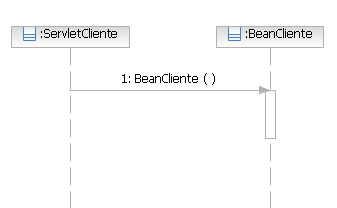 :ServletCliente
:BeanCliente
1: BeanCliente ( )